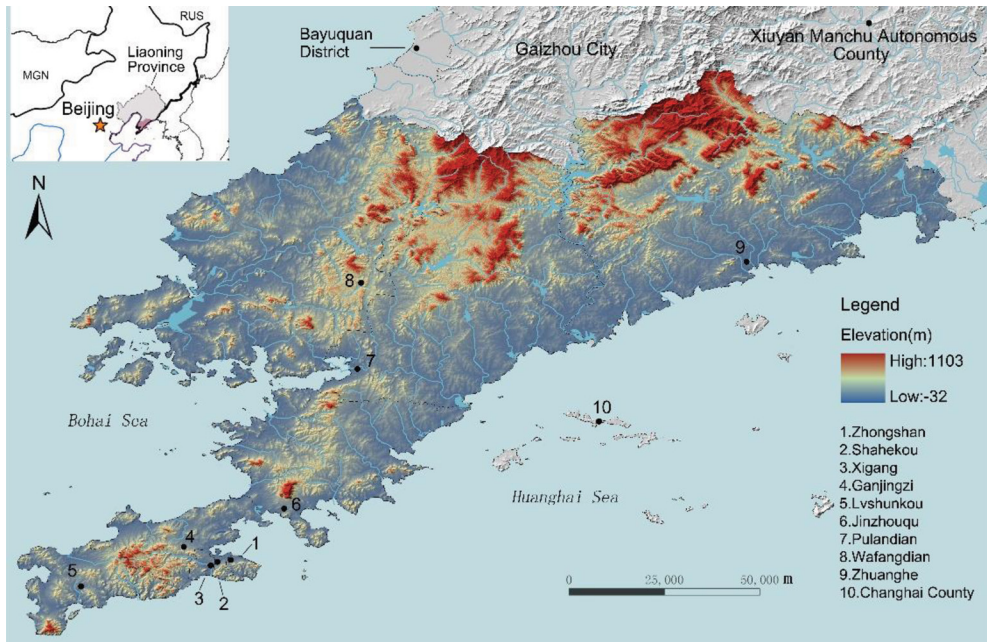 RUS
Liaoning
Province
MGN
Beijing
Bayuquan
District
Gaizhou City
Xiuyan Manchu Autonomous
County
N
9
8
7
10
6
4
1
5
3
2
Bohai Sea
Huanghai Sea
Legend
Elevation(m)
High:1103
Low:-32
1.Zhongshan
2.Shahekou
3.Xigang
4.Ganjingzi
5.Lvshunkou
6.Jinzhouqu
7.Pulandian
8.Wafangdian
9.Zhuanghe
10.Changhai County
0 25,000 50,000 m